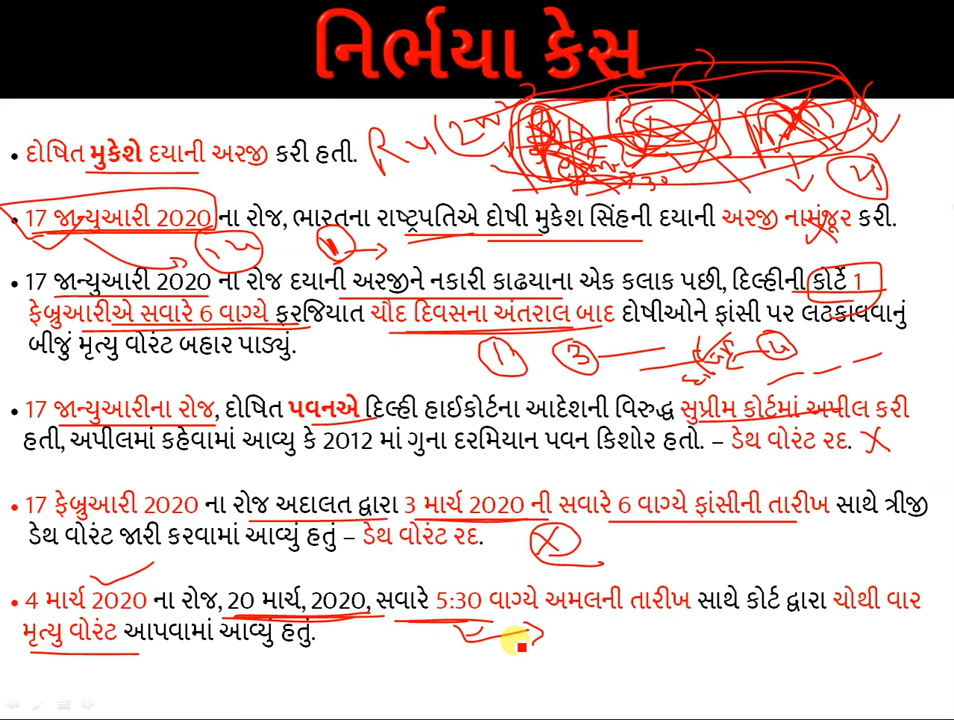 નિર્ભયા કેસ
• દોષિત મુકેશે દયાની અરજી કરી હતી.
• 17 જાન્યુઆરી 2020 ના રોજ, ભારતના રાષ્ટ્રપતિએ દોષી મુકેશ સિંહની દયાની અરજી નામંજૂર કરી.
• 17 જાન્યુઆરી 2020 ના રોજ દયાની અરજીને નકારી કાઢયાના એક કલાક પછી, દિલ્હીની કોર્ટે 1
ફેબ્રુઆરીએ સવારે 6 વાગ્યે ફરજિયાત ચૌદ દિવસના અંતરાલ બાદ દોષીઓને ફાંસી પર લટકાવવાનું
બીજું મૃત્યુ વોરંટ બહાર પાડ્યું.
• 17 જાન્યુઆરીના રોજ, દોષિત પવનએ દિલ્હી હાઈકોર્ટના આદેશની વિરુદ્ધ સુપ્રીમ કોર્ટમાં અપીલ કરી
હતી, અપીલમાં કહેવામાં આવ્યુ કે 2012 માં ગુના દરમિયાન પવન કિશોર હતો. – ડેથ વોરંટ રદ.
• 17 ફેબ્રુઆરી 2020 ના રોજ અદાલત દ્વારા 3 માર્ચ 2020 ની સવારે 6 વાગ્યે ફાંસીની તારીખ સાથે ત્રીજી
ડેથ વોરંટ જારી કરવામાં આવ્યું હતું – ડેથ વોરંટ રદ.
• 4 માર્ચ 2020 ના રોજ, 20 માર્ચ, 2020, સવારે 5:30 વાગ્યે અમલની તારીખ સાથે કોર્ટ દ્વારા ચોથી વાર
મૃત્યુ વોરંટ આપવામાં આવ્યું હતું.